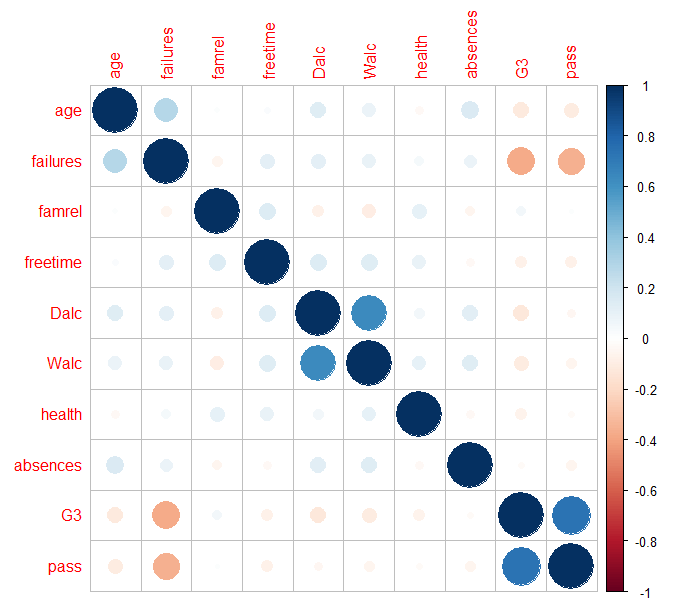 age failures famrel freetime Dalc Walc health absences G3 pass
age
failures
famrel
freetime
Dalc
Walc
health
absences
G3
pass
1
0.8
0.6
0.4
0.2
0
-0.2
-0.4
-0.6
-0.8
-1